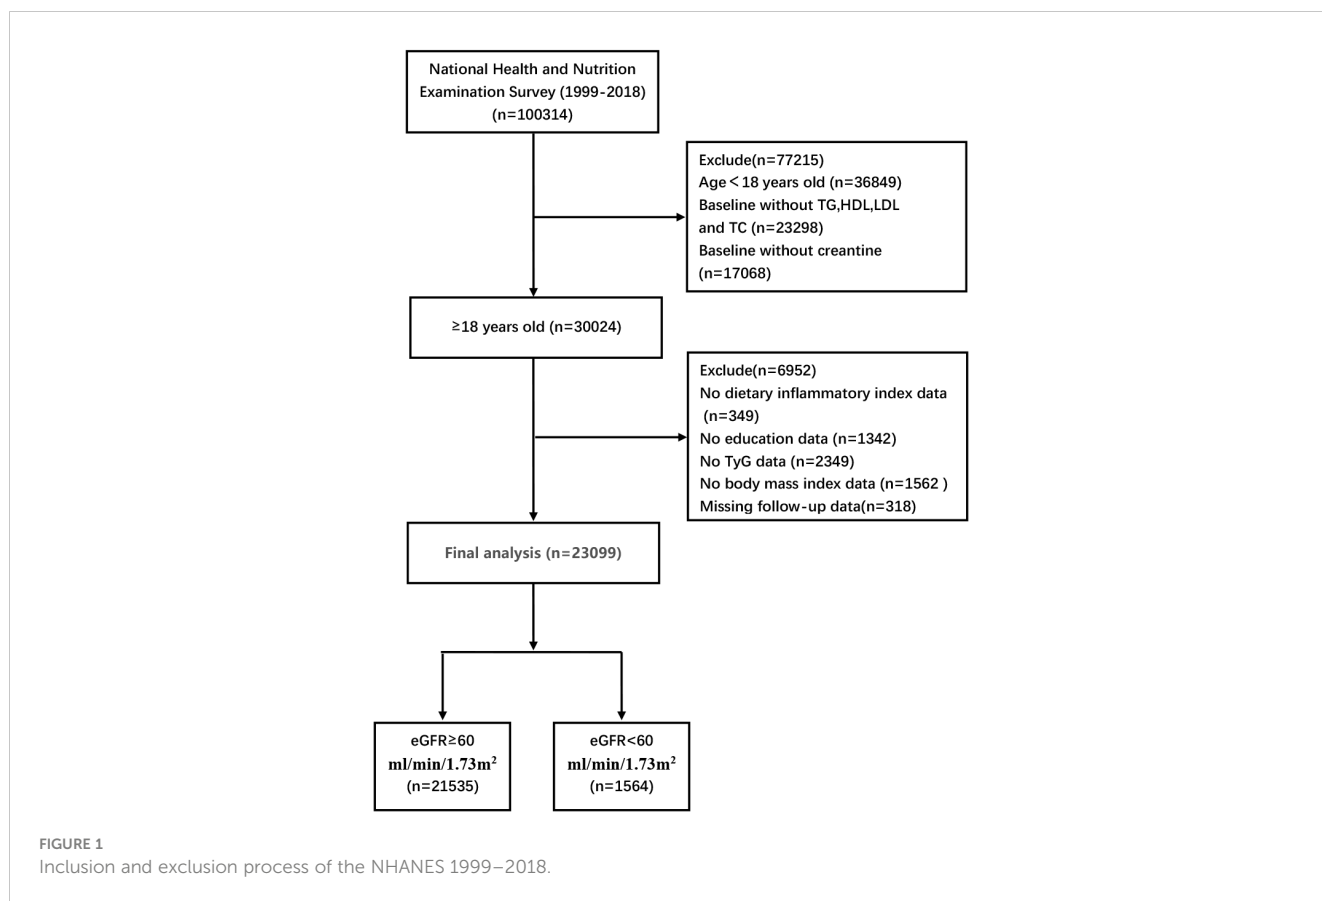 National Health and Nutrition
Examination Survey (1999-2018)
(n=100314)
Exclude(n=77215)
Age<18 years old (n=36849)
Baseline without TG,HDL,LDL
and TC (n=23298)
Baseline without creantine
(n=17068)
≥18 years old (n=30024)
Exclude(n=6952)
No dietary inflammatory index data
(n=349)
No education data (n=1342)
No TyG data (n=2349)
No body mass index data (n=1562 )
Missing follow-up data(n=318)
Final analysis (n=23099)
eGFR≥60
ml/min/1.73m²
(n=21535)
eGFR<60
ml/min/1.73m²
(n=1564)
FIGURE 1
Inclusion and exclusion process of the NHANES 1999–2018.